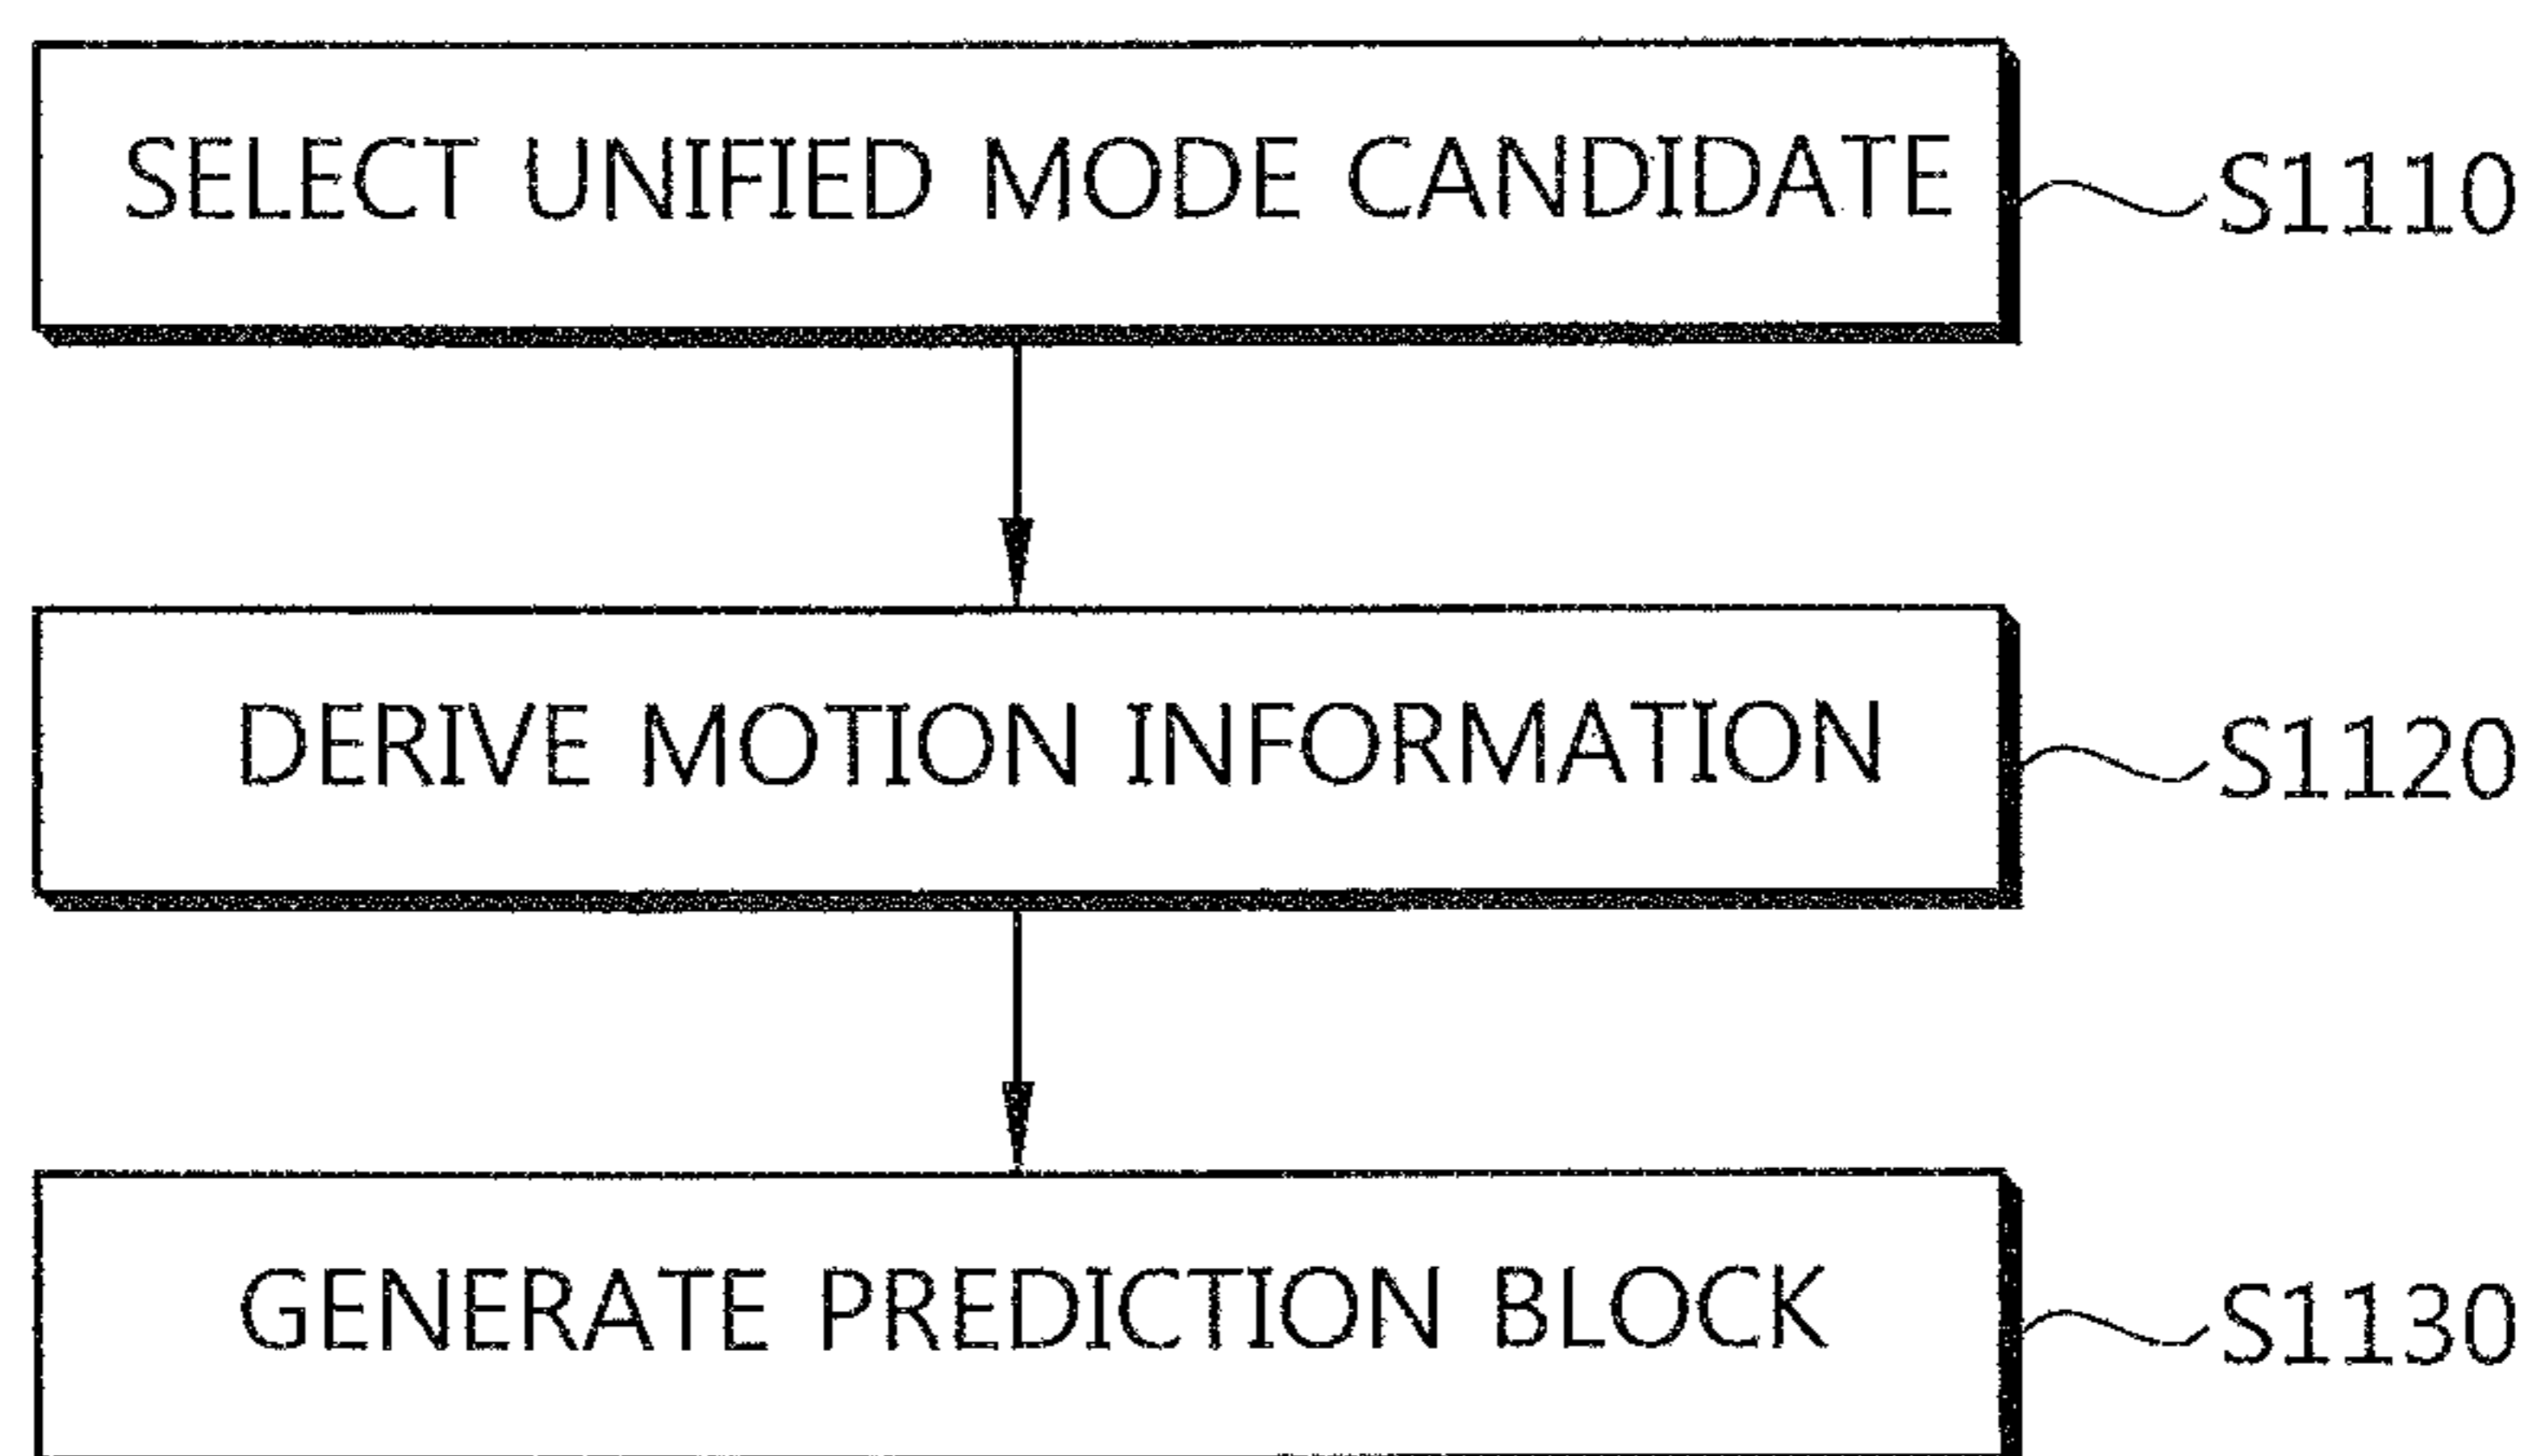 SELECT UNIFIED MODE CANDIDATE
S1110
DERIVE MOTION INFORMATION
S1120
GENERATE PREDICTION BLOCK
S1130